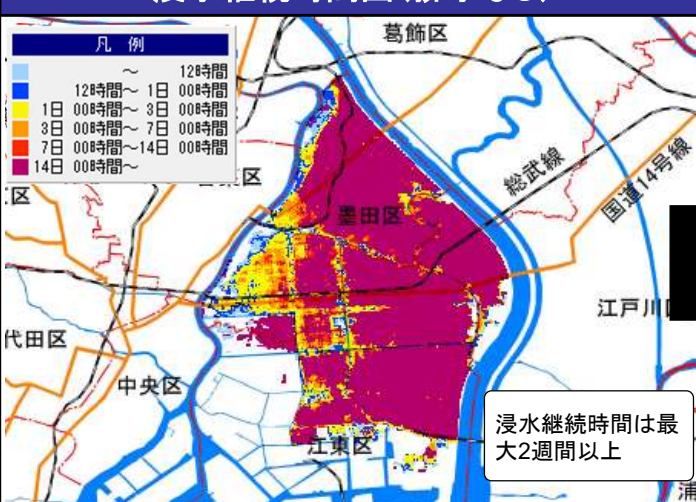 凡 例
～ 12時間
12時間～ 1日 00時間
1日 00時間～ 3日 00時間
3日 00時間～ 7日 00時間
7日 00時間～14日 00時間
14日 00時間～
葛飾区
区
区
総武線
国道14号線
墨田区
江戸川
代田区
中央区
江東区
浸水継続時間は最
大2週間以上
浦